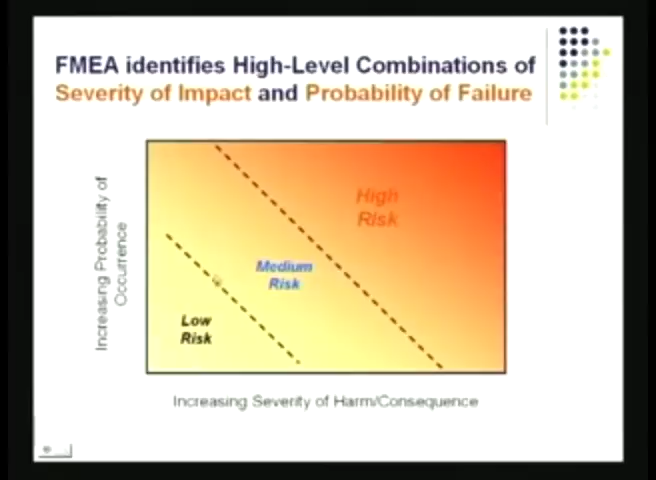 FMEA identifies High-Level Combinations of
Severity of Impact and Probability of Failure
Increasing Probability of
Occurrence
High
Risk
Medium
Risk
Low
Risk
Increasing Severity of Harm/Consequence